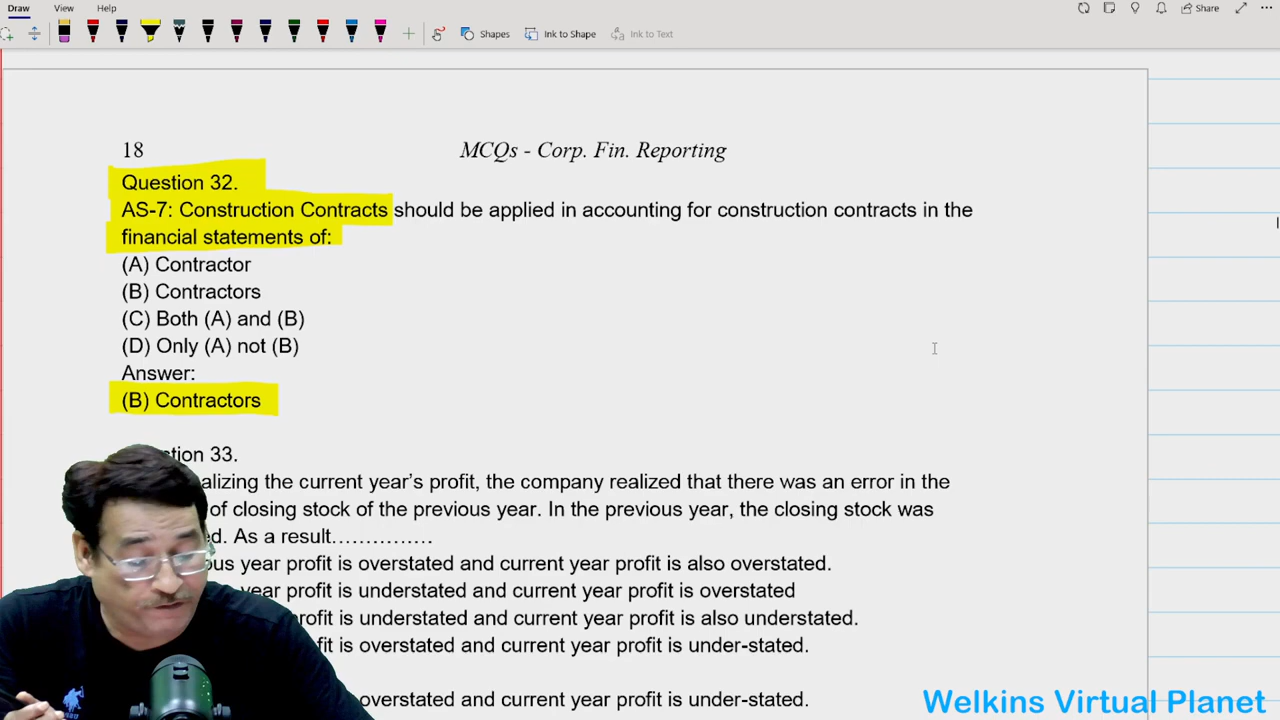 Draw View Help
Share
Shapes Ink to Shape Ink to Text
18 MCQs - Corp. Fin. Reporting
Question 32.
AS-7: Construction Contracts should be applied in accounting for construction contracts in the
financial statements of:
(A) Contractor
(B) Contractors
(C) Both (A) and (B)
(D) Only (A) not (B)
Answer:
(B) Contractors
33.
the current year's profit, the company realized that there was an error in the
of closing stock of the previous year. In the previous year, the closing stock was
As a result……………
year profit is overstated and current year profit is also overstated.
year profit is understated and current year profit is overstated
is understated and current year profit is also understated.
is overstated and current year profit is under-stated.
overstated and current year profit is under-stated.
Welkins Virtual Planet